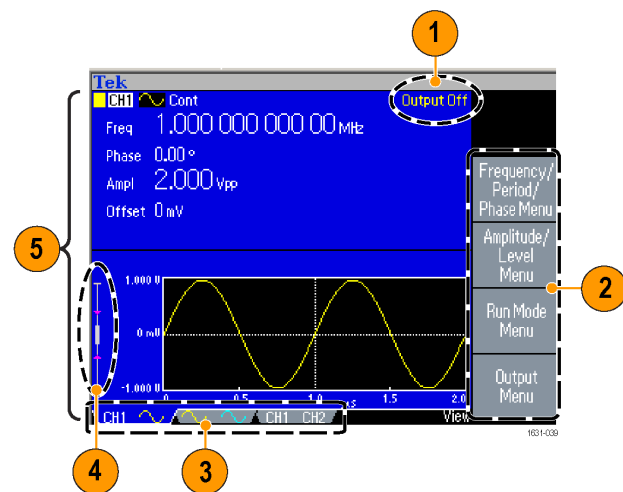 1
Tek
CH1 Cont
Output Off
Freq 1.000 000 000 00 MHz
Phase 0.00 °
Ampl 2.000 Vpp
Offset 0 mV
Frequency/
Period/
Phase Menu
Amplitude/
Level
Menu
Run Mode
Menu
Output
Menu
5
2
1.000 U
0 mU
-1.000 U
0 0.5 1.0 1.5 2.0
µs
CH1 CH1 CH2 View
1631-039
4
3